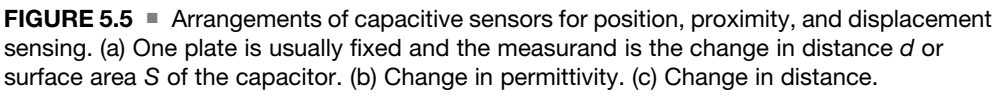 FIGURE 5.5 ■ Arrangements of capacitive sensors for position, proximity, and displacement
sensing. (a) One plate is usually fixed and the measurand is the change in distance d or
surface area S of the capacitor. (b) Change in permittivity. (c) Change in distance.